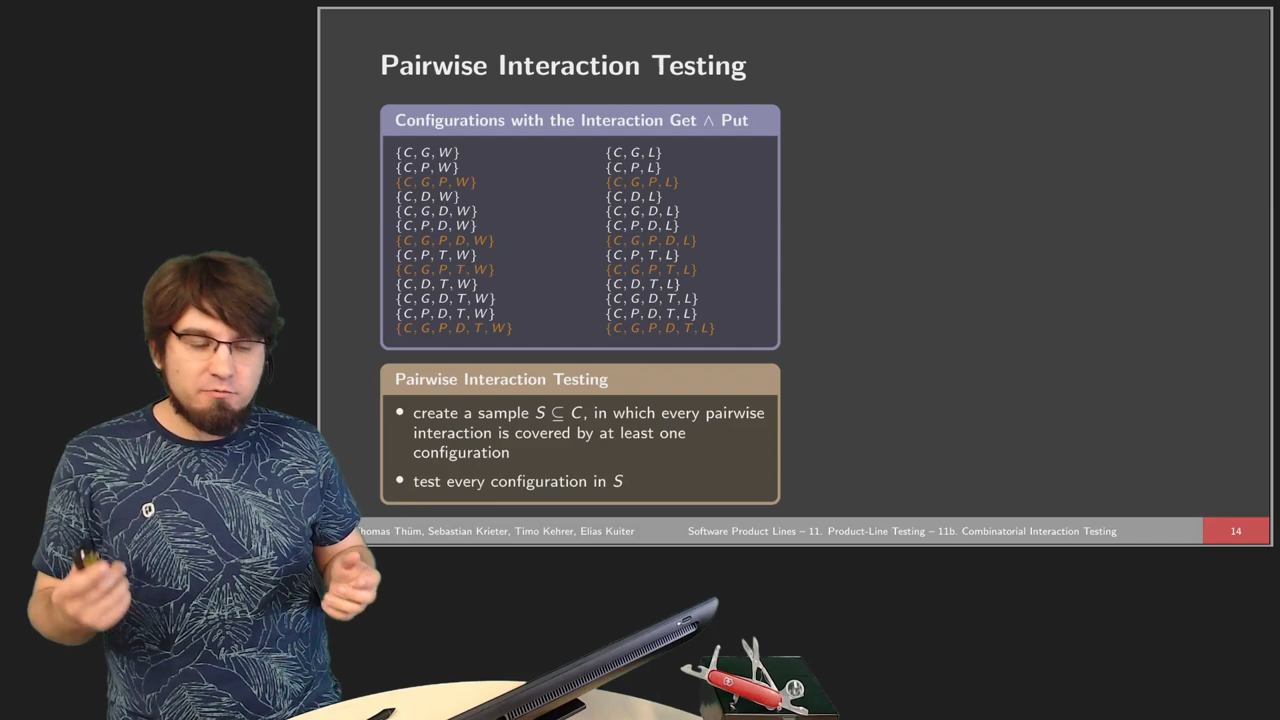 Pairwise Interaction Testing
Configurations with the Interaction Get ∧ Put
{C, G, W}
{C, P, W}
{C, G, P, W}
{C, D, W}
{C, G, D, W}
{C, P, D, W}
{C, G, P, D, W}
{C, P, T, W}
{C, G, P, T, W}
{C, D, T, W}
{C, G, D, T, W}
{C, P, D, T, W}
{C, G, P, D, T, W}
{C, G, L}
{C, P, L}
{C, G, P, L}
{C, D, L}
{C, G, D, L}
{C, P, D, L}
{C, G, P, D, L}
{C, P, T, L}
{C, G, P, T, L}
{C, D, T, L}
{C, G, D, T, L}
{C, P, D, T, L}
{C, G, P, D, T, L}
Pairwise Interaction Testing
• create a sample S ⊆ C, in which every pairwise
interaction is covered by at least one
configuration
• test every configuration in S
homas Thüm, Sebastian Krieter, Timo Kehrer, Elias Kuiter
Software Product Lines – 11. Product-Line Testing – 11b. Combinatorial Interaction Testing
14